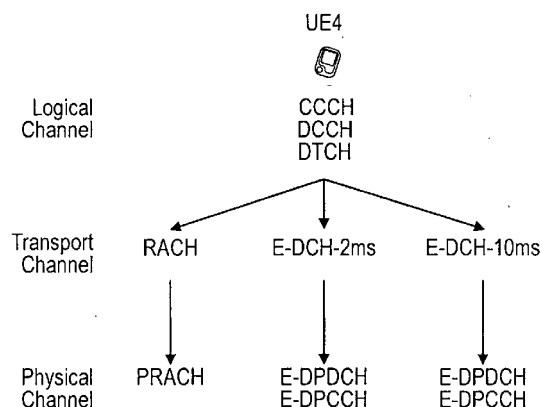 UE4
Logical
Channel
CCCH
DCCH
DTCH
Transport
Channel
RACH
E-DCH-2ms
E-DCH-10ms
Physical
Channel
PRACH
E-DPDCH
E-DPCCH
E-DPDCH
E-DPCCH